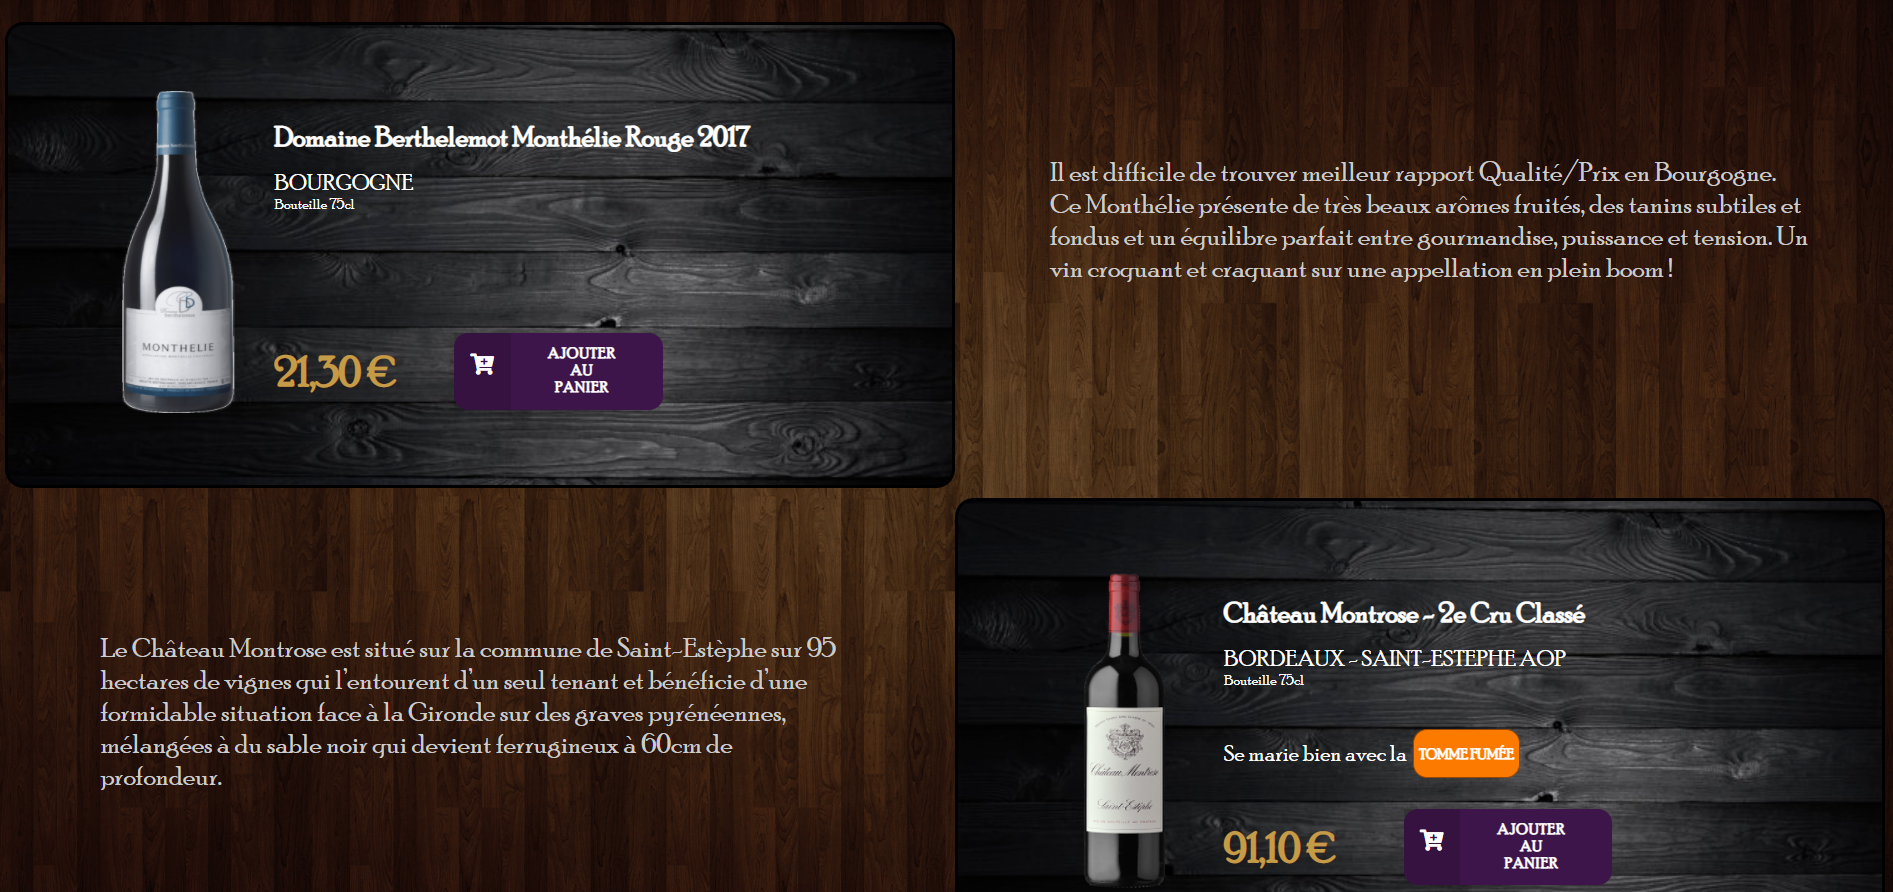 Domaine Berthelemot Monthélie Rouge 2017
BOURGOGNE
Bouteille 75cl
MONTHELIE
21,30 €
AJOUTER
AU
PANIER
Il est difficile de trouver meilleur rapport Qualité/Prix en Bourgogne.
Ce Monthélie présente de très beaux arômes fruités, des tanins subtiles et
fondus et un équilibre parfait entre gourmandise, puissance et tension. Un
vin croquant et craquant sur une appellation en plein boom !
Le Château Montrose est situé sur la commune de Saint-Estèphe sur 95
hectares de vignes qui l'entourent d'un seul tenant et bénéficie d'une
formidable situation face à la Gironde sur des graves pyrénéennes,
mélangées à du sable noir qui devient ferrugineux à 60cm de
profondeur.
Château Montrose - 2e Cru Classé
BORDEAUX - SAINT-ESTEPHE AOP
Bouteille 75cl
Se marie bien avec la TOMME FUMÉE
Château Montrose
Saint-Estèphe
91,10 €
AJOUTER
AU
PANIER